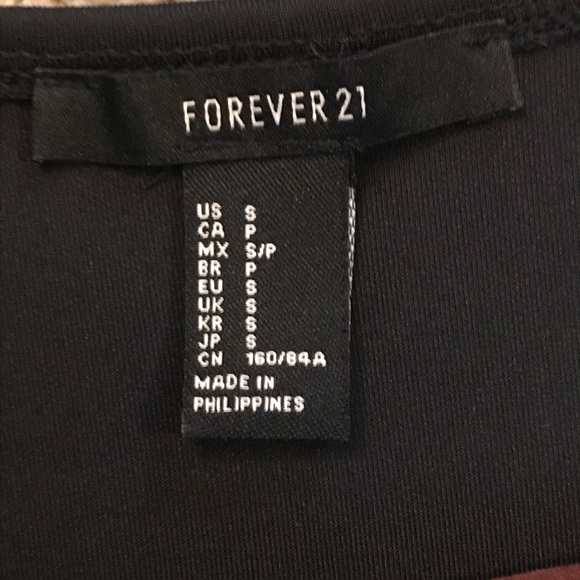 FOREVER 21
US S
CA P
MX S/P
BR P
EU S
UK S
KR S
JP S
CN 160/84A
MADE IN
PHILIPPINES